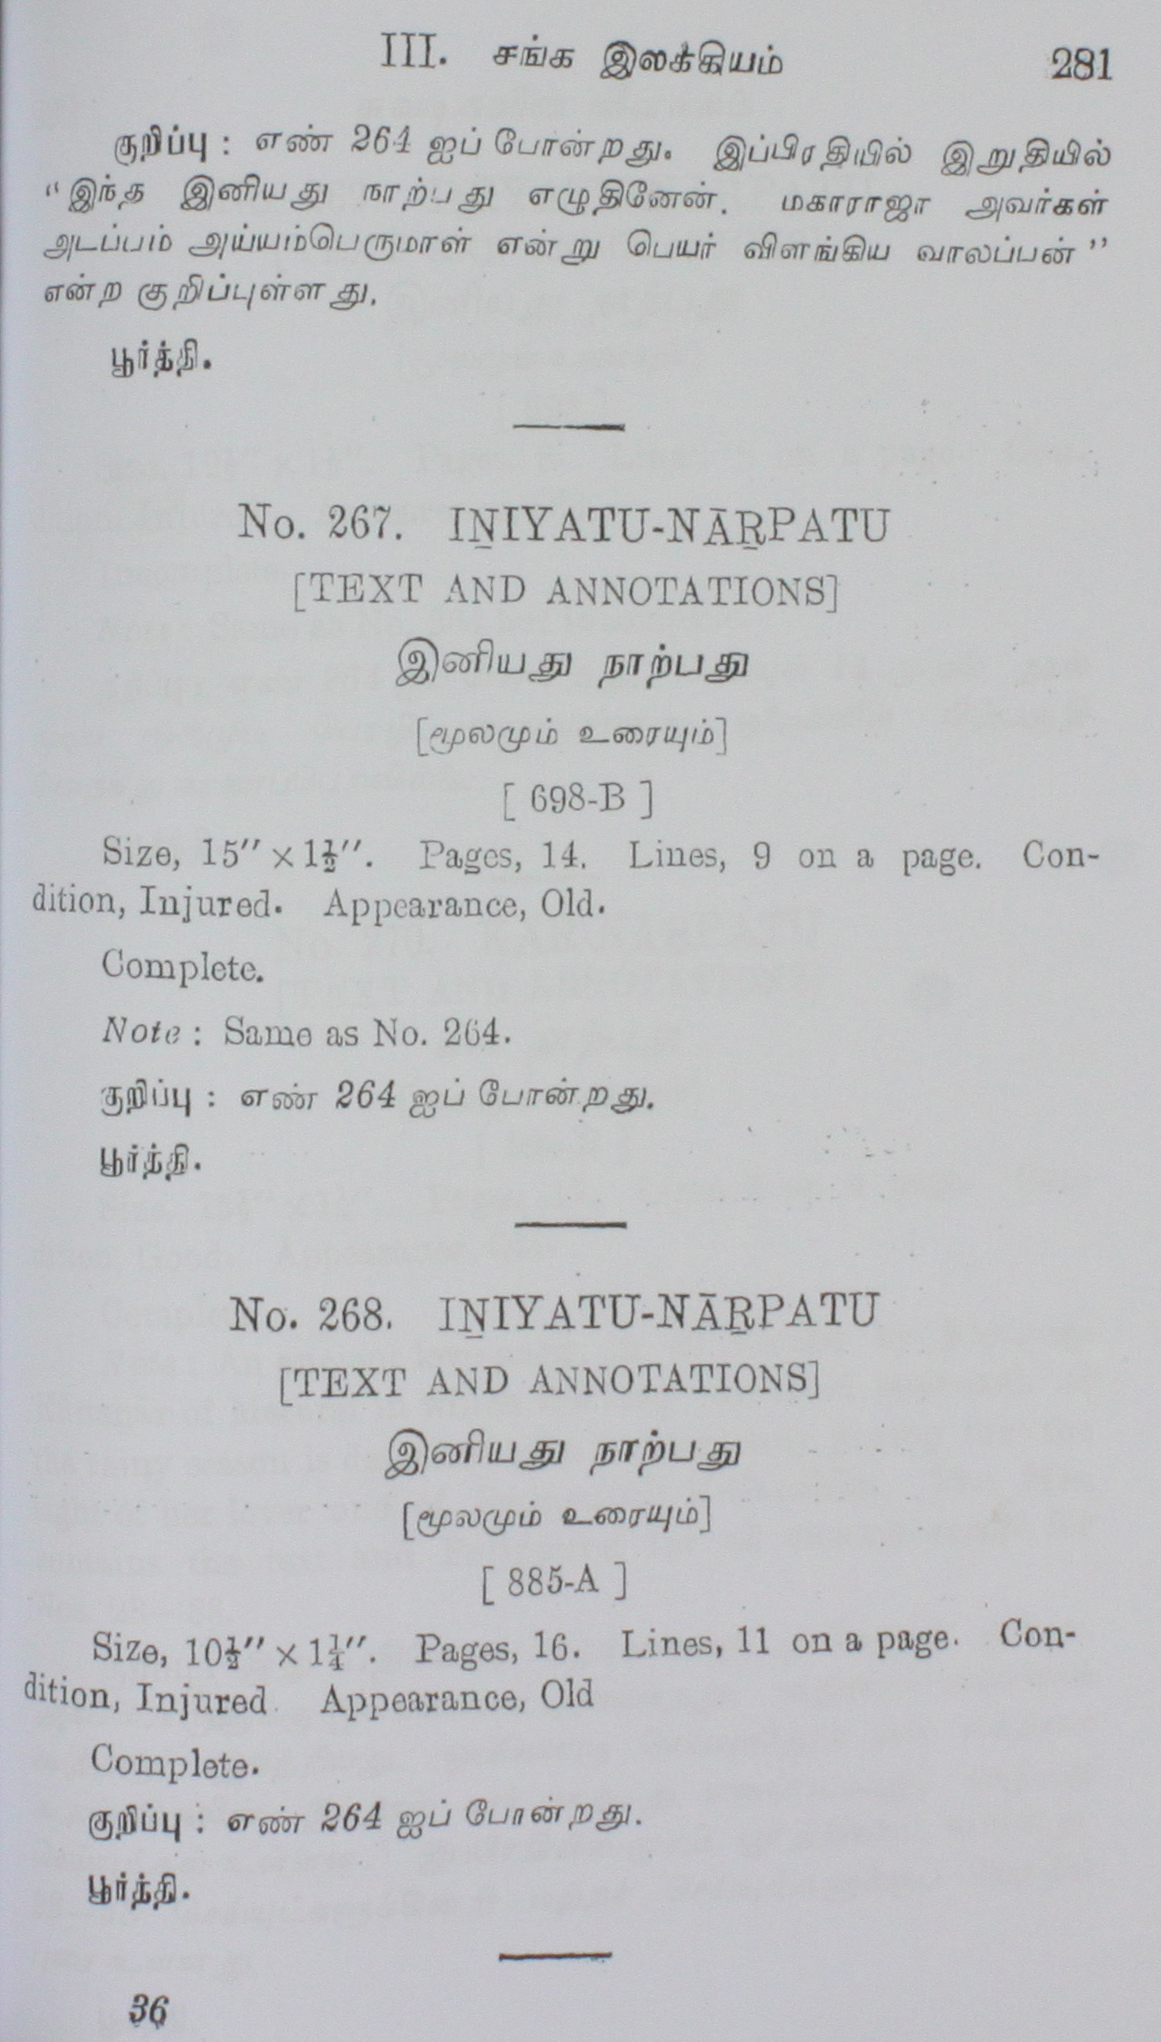 III. சங்க இலக்கியம் 281
குறிப்பு : எண் 264 ஐப் போன்றது. இப்பிரதியில் இறுதியில்
“இந்த இனியது நாற்பது எழுதினேன். மகாராஜா அவர்கள்
அடப்பம் அய்யம்பெருமாள் என்று பெயர் விளங்கிய வாலப்பன்”
என்ற குறிப்புள்ளது.
பூர்த்தி.
No. 267. IṈIYATU-NĀṞPATU
[TEXT AND ANNOTATIONS]
இனியது நாற்பது
[மூலமும் உரையும்]
[ 698-B ]
Size, 15″ × 1½″. Pages, 14. Lines, 9 on a page. Con-
dition, Injured. Appearance, Old.
Complete.
Note : Same as No. 264.
குறிப்பு : எண் 264 ஐப் போன்றது.
பூர்த்தி.
No. 268. IṈIYATU-NĀṞPATU
[TEXT AND ANNOTATIONS]
இனியது நாற்பது
[மூலமும் உரையும்]
[ 885-A ]
Size, 10½″ × 1¼″. Pages, 16. Lines, 11 on a page. Con-
dition, Injured. Appearance, Old
Complete.
குறிப்பு : எண் 264 ஐப் போன்றது.
பூர்த்தி.
36